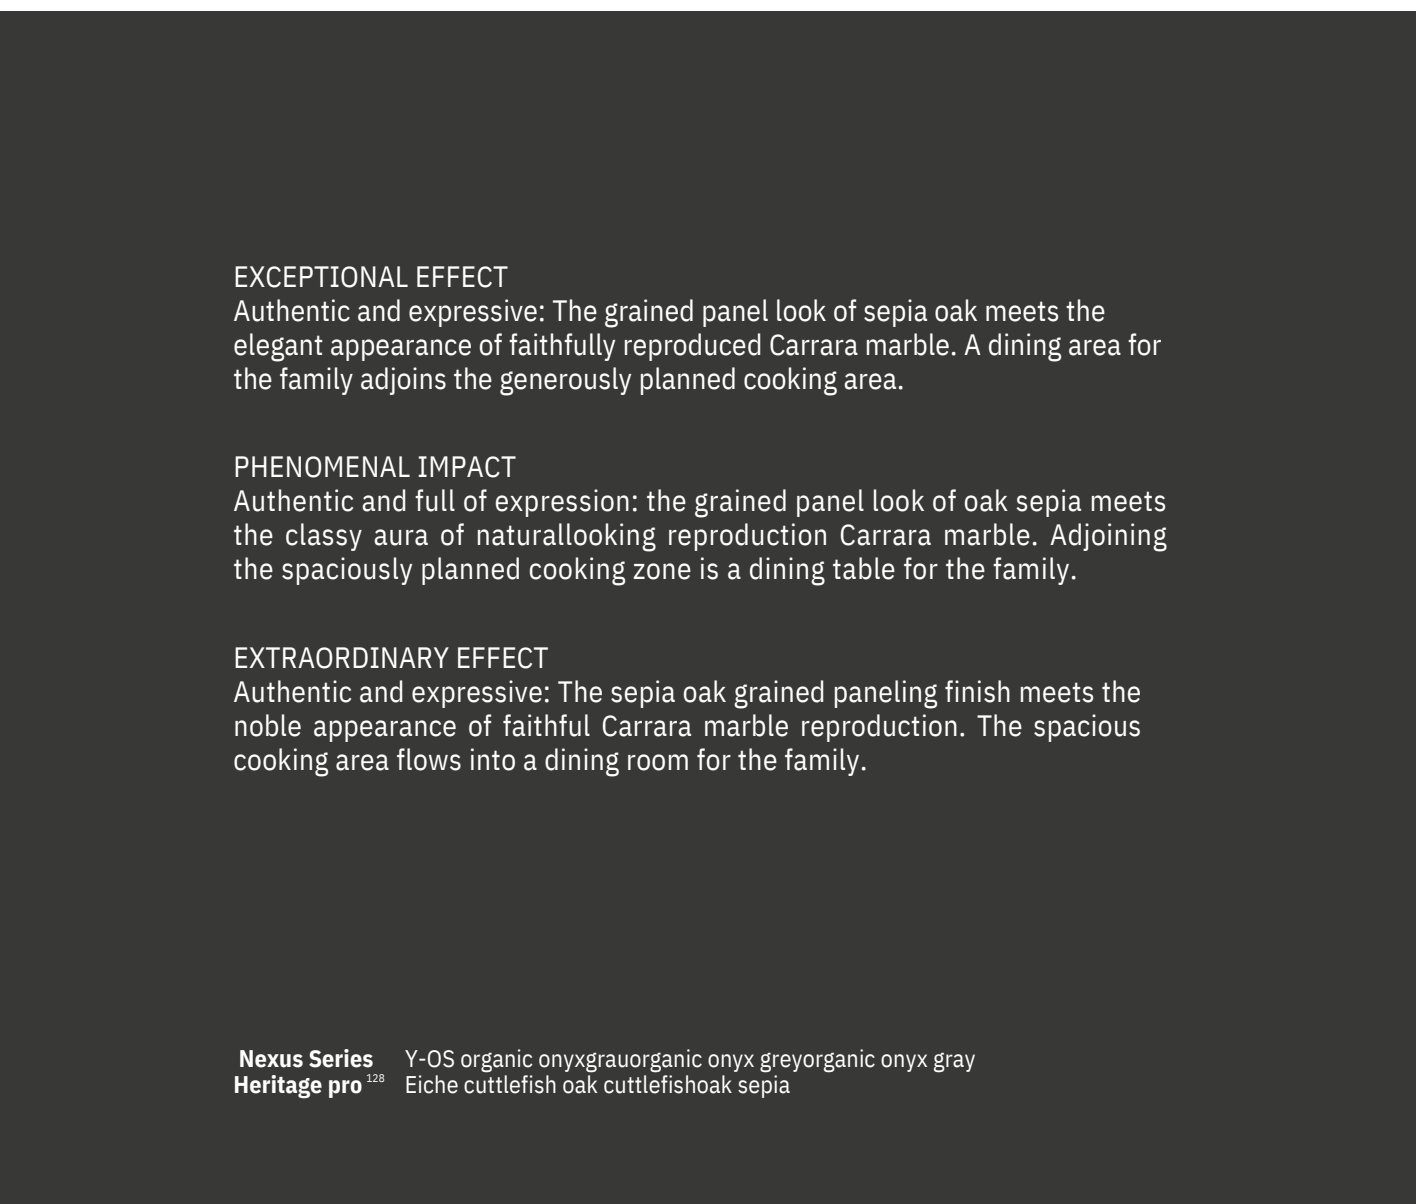 EXCEPTIONAL EFFECT
Authentic and expressive: The grained panel look of sepia oak meets the
elegant appearance of faithfully reproduced Carrara marble. A dining area for
the family adjoins the generously planned cooking area.
PHENOMENAL IMPACT
Authentic and full of expression: the grained panel look of oak sepia meets
the classy aura of naturallooking reproduction Carrara marble. Adjoining
the spaciously planned cooking zone is a dining table for the family.
EXTRAORDINARY EFFECT
Authentic and expressive: The sepia oak grained paneling finish meets the
noble appearance of faithful Carrara marble reproduction. The spacious
cooking area flows into a dining room for the family.
Nexus Series Y-OS organic onyxgrauorganic onyx greyorganic onyx gray
Heritage pro 128 Eiche cuttlefish oak cuttlefishoak sepia